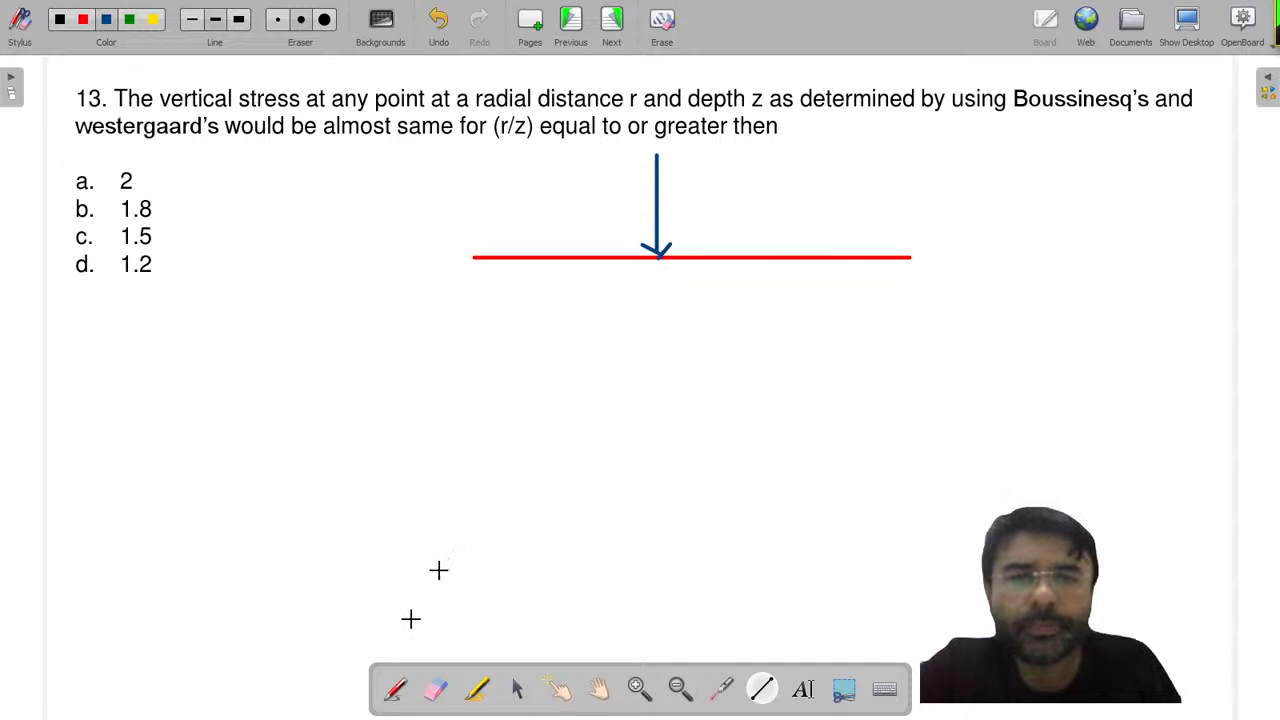 Stylus
Color
Line
Eraser
Backgrounds
Undo
Redo
Pages
Previous
Next
Erase
Board
Web
Documents
Show Desktop
OpenBoard
13. The vertical stress at any point at a radial distance r and depth z as determined by using Boussinesq's and
westergaard's would be almost same for (r/z) equal to or greater then
a. 2
b. 1.8
c. 1.5
d. 1.2